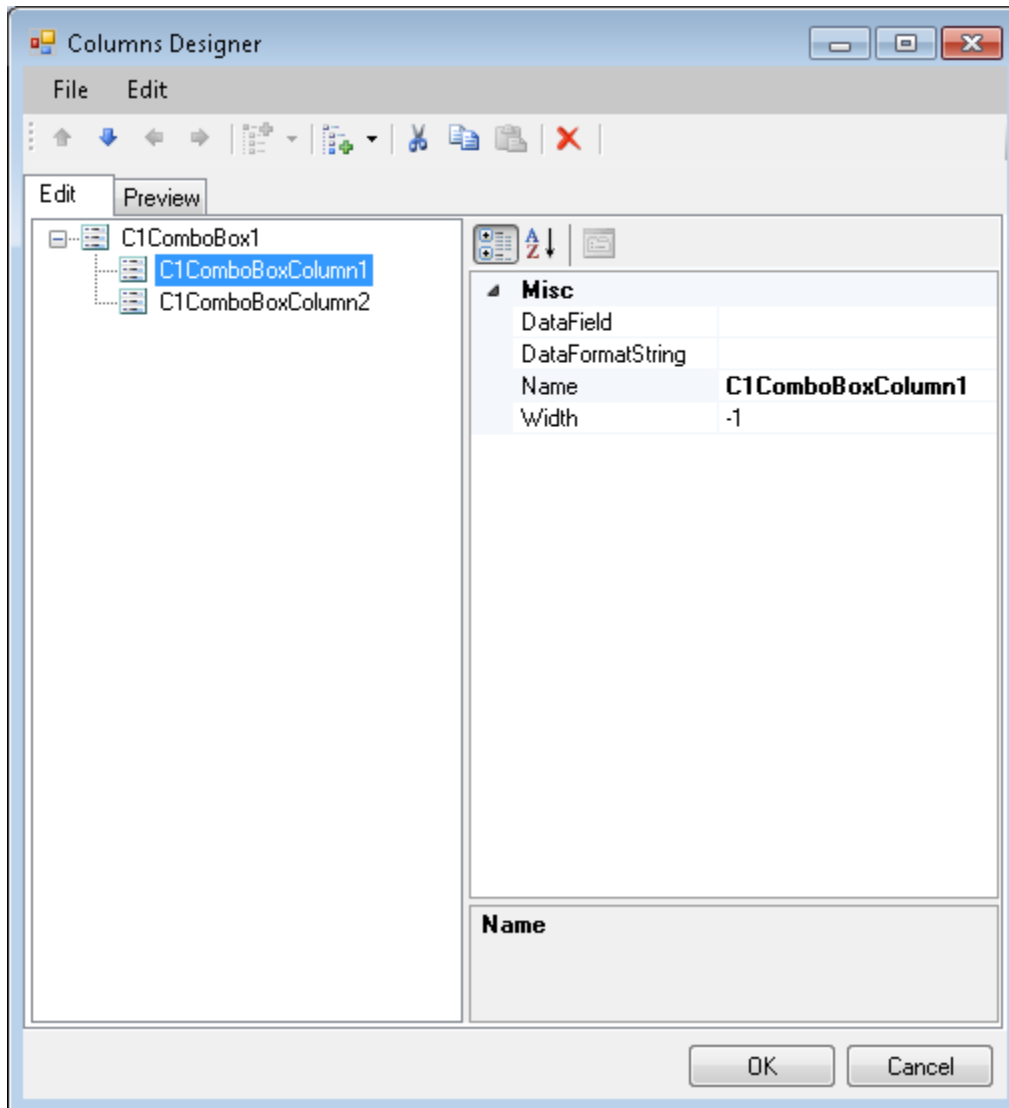 Columns Designer
File Edit
Edit Preview
C1ComboBox1
C1ComboBoxColumn1
C1ComboBoxColumn2
A
Z
Misc
DataField
DataFormatString
Name C1ComboBoxColumn1
Width -1
Name
OK Cancel